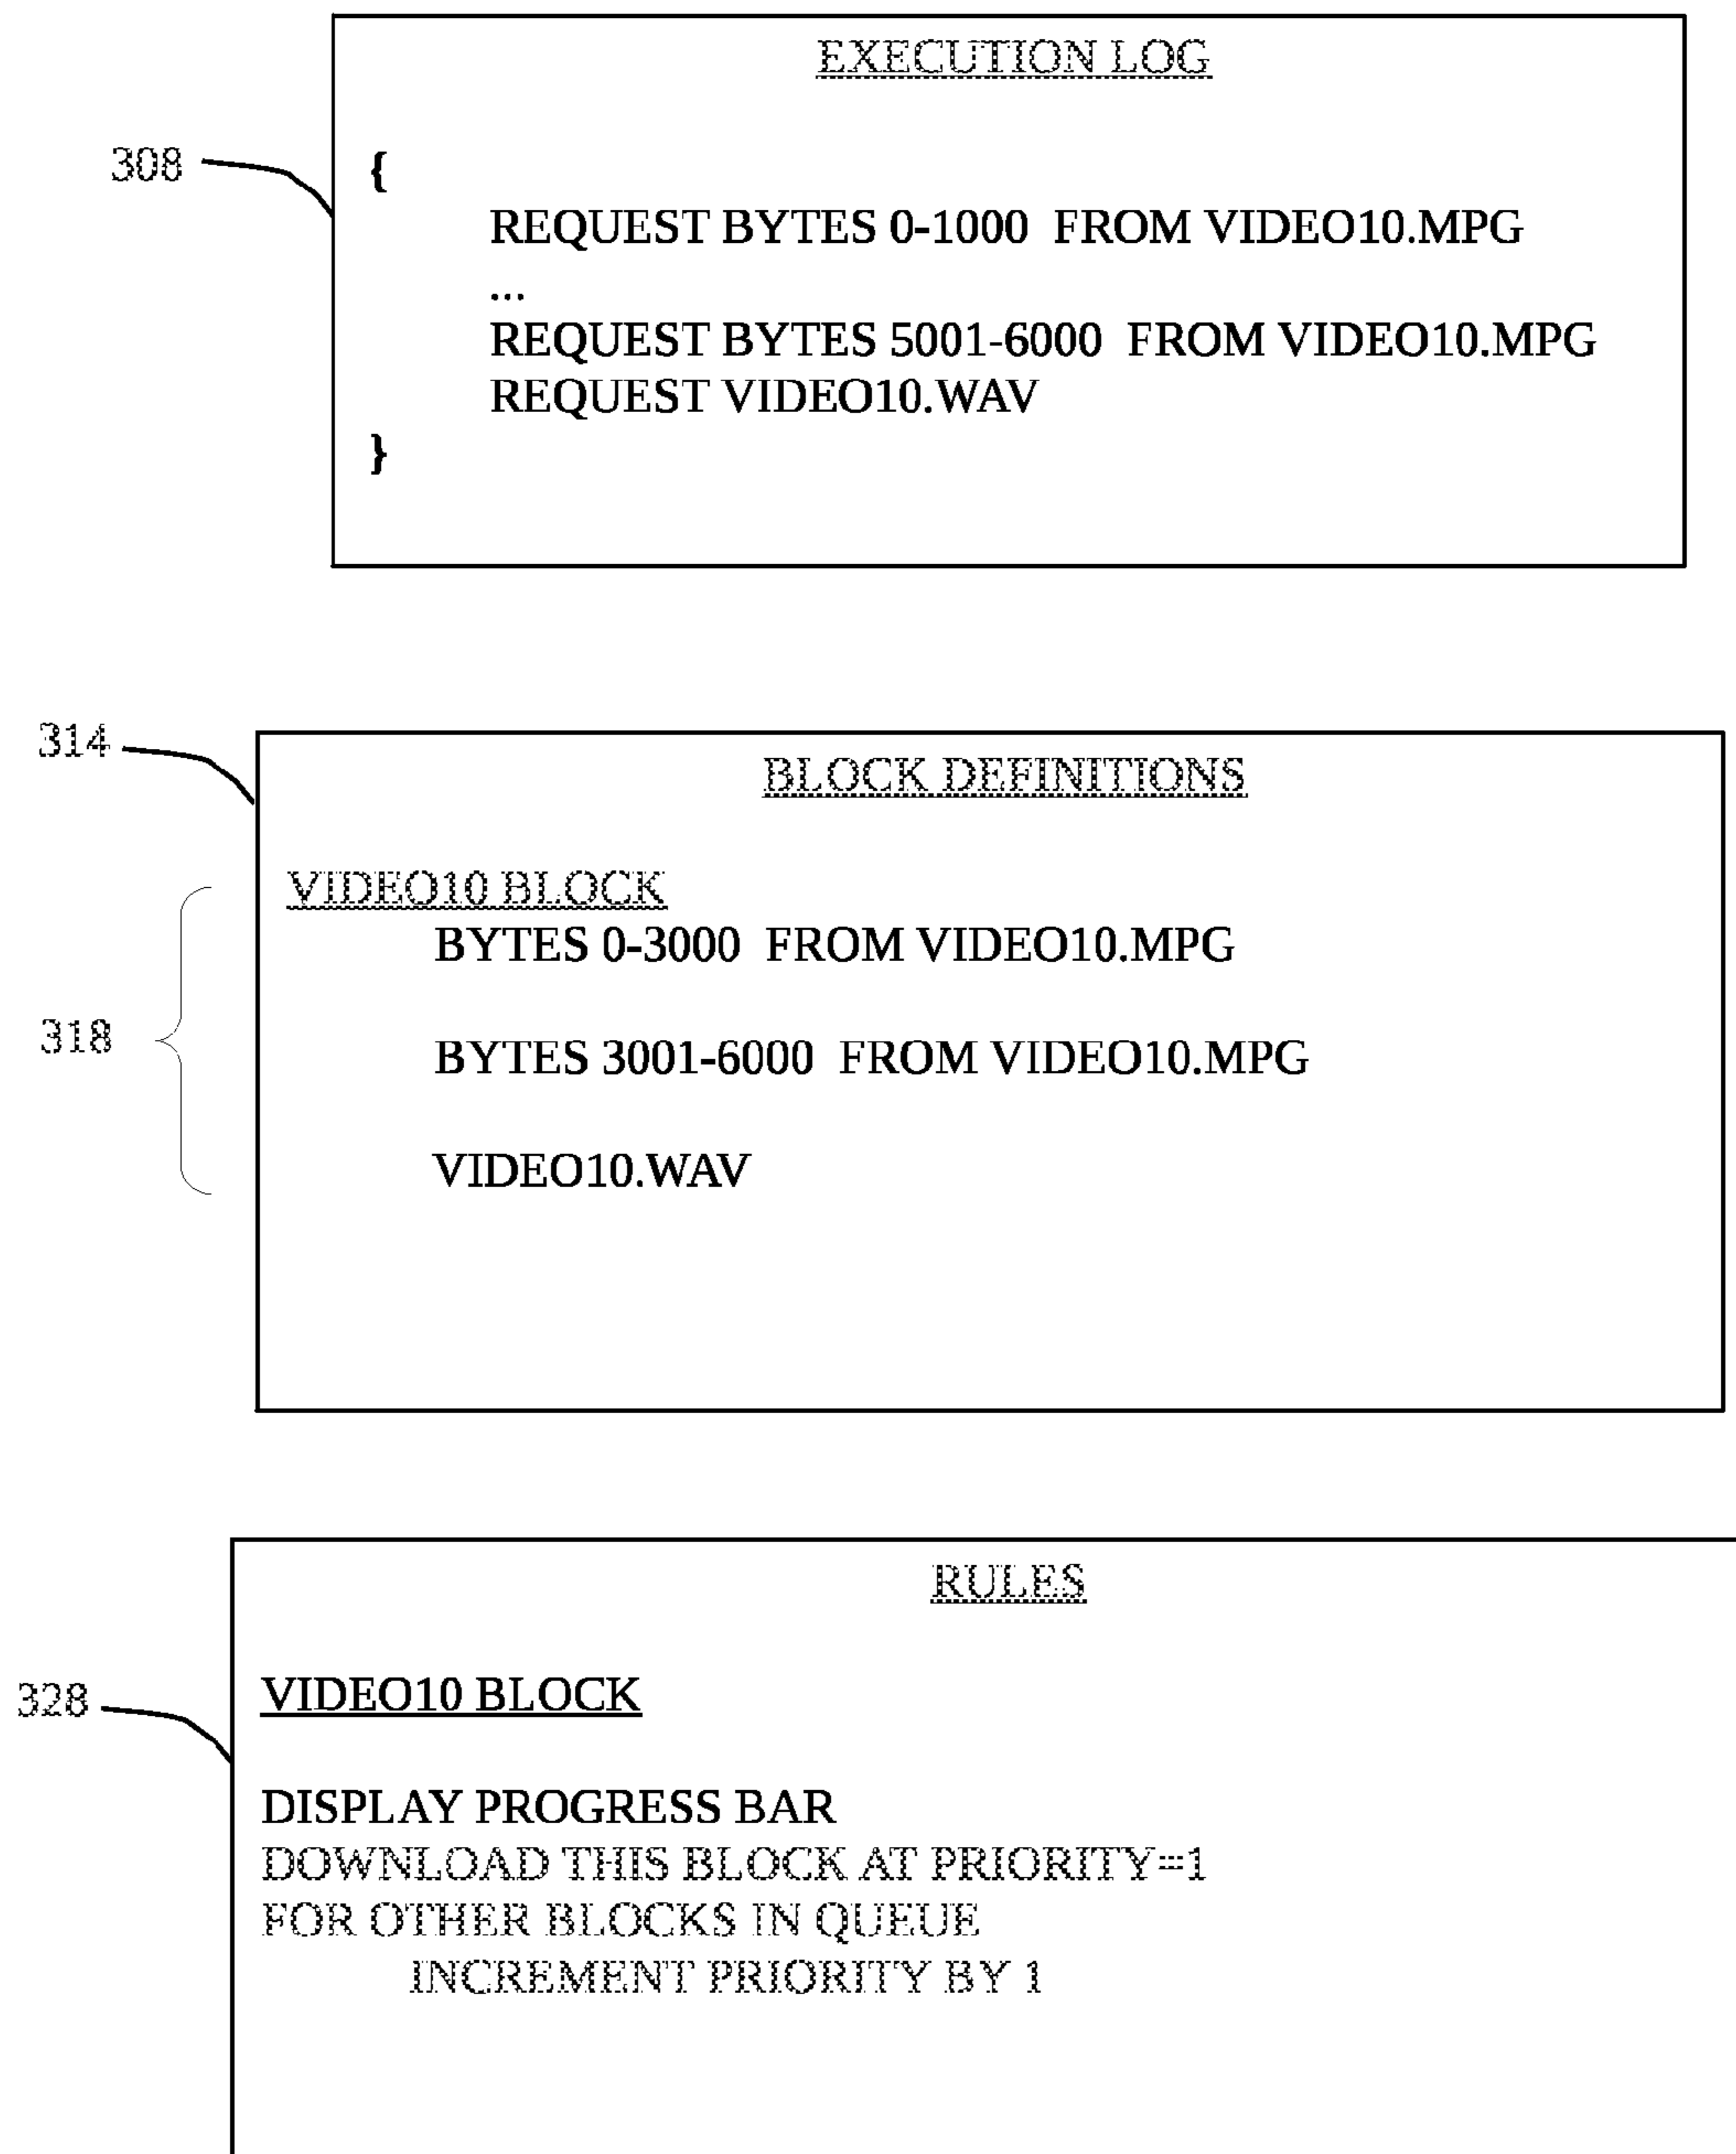 EXECUTION LOG
308
{
REQUEST BYTES 0-1000 FROM VIDEO10.MPG
...
REQUEST BYTES 5001-6000 FROM VIDEO10.MPG
REQUEST VIDEO10.WAV
}
314
BLOCK DEFINITIONS
VIDEO10 BLOCK
BYTES 0-3000 FROM VIDEO10.MPG
318
BYTES 3001-6000 FROM VIDEO10.MPG
VIDEO10.WAV
RULES
328
VIDEO10 BLOCK
DISPLAY PROGRESS BAR
DOWNLOAD THIS BLOCK AT PRIORITY=1
FOR OTHER BLOCKS IN QUEUE
INCREMENT PRIORITY BY 1